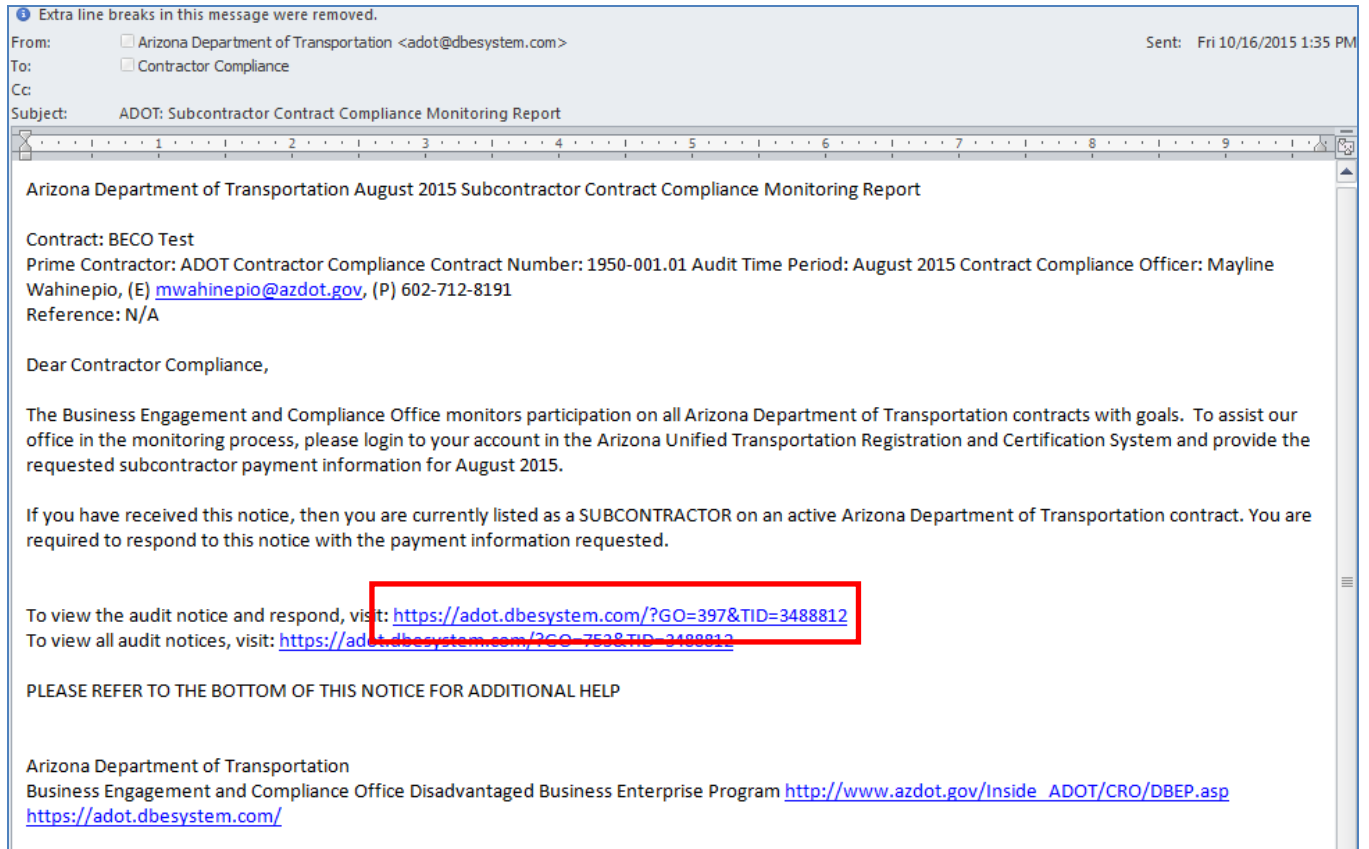 Extra line breaks in this message were removed.
From: Arizona Department of Transportation <adot@dbesystem.com> Sent: Fri 10/16/2015 1:35 PM
To: Contractor Compliance
Cc:
Subject: ADOT: Subcontractor Contract Compliance Monitoring Report
1 2 3 4 5 6 7 8 9
Arizona Department of Transportation August 2015 Subcontractor Contract Compliance Monitoring Report
Contract: BECO Test
Prime Contractor: ADOT Contractor Compliance Contract Number: 1950-001.01 Audit Time Period: August 2015 Contract Compliance Officer: Mayline
Wahinepio, (E) mwahinepio@azdot.gov, (P) 602-712-8191
Reference: N/A
Dear Contractor Compliance,
The Business Engagement and Compliance Office monitors participation on all Arizona Department of Transportation contracts with goals.  To assist our
office in the monitoring process, please login to your account in the Arizona Unified Transportation Registration and Certification System and provide the
requested subcontractor payment information for August 2015.
If you have received this notice, then you are currently listed as a SUBCONTRACTOR on an active Arizona Department of Transportation contract. You are
required to respond to this notice with the payment information requested.
To view the audit notice and respond, visit: https://adot.dbesystem.com/?GO=397&TID=3488812
To view all audit notices, visit: https://adot.dbesystem.com/?GO=753&TID=3488812
PLEASE REFER TO THE BOTTOM OF THIS NOTICE FOR ADDITIONAL HELP
Arizona Department of Transportation
Business Engagement and Compliance Office Disadvantaged Business Enterprise Program http://www.azdot.gov/Inside_ADOT/CRO/DBEP.asp
https://adot.dbesystem.com/